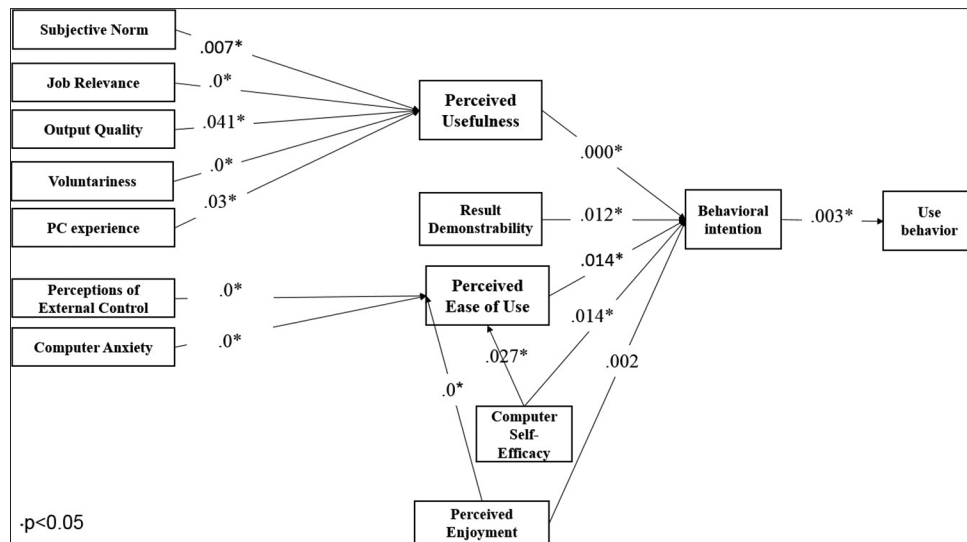 Subjective Norm
.007*
Job Relevance
.0*
Output Quality
.041*
Voluntariness
.0*
PC experience
.03*
Perceived
Usefulness
.000*
Result
Demonstrability
.012*
Behavioral
intention
.003*
Use
behavior
Perceptions of
External Control
.0*
Computer Anxiety
.0*
Perceived
Ease of Use
.014*
.014*
.027*
.002
.0*
Computer
Self-
Efficacy
Perceived
Enjoyment
*p<0.05